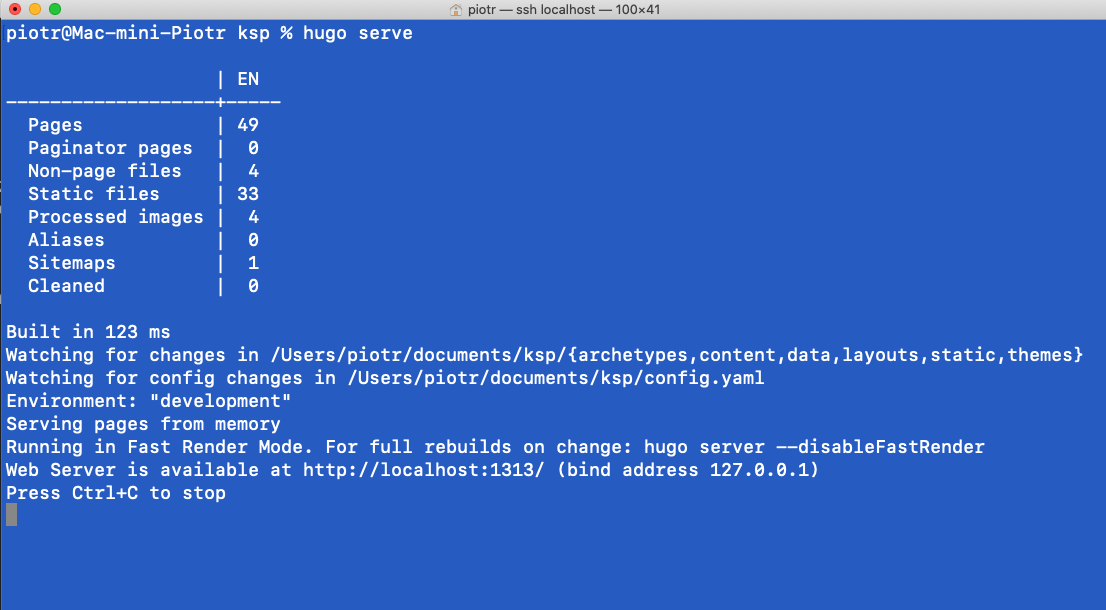 piotr — ssh localhost — 100×41
piotr@Mac-mini-Piotr ksp % hugo serve
                   | EN
-------------------+-----
  Pages            | 49
  Paginator pages  |  0
  Non-page files   |  4
  Static files     | 33
  Processed images |  4
  Aliases          |  0
  Sitemaps         |  1
  Cleaned          |  0
Built in 123 ms
Watching for changes in /Users/piotr/documents/ksp/{archetypes,content,data,layouts,static,themes}
Watching for config changes in /Users/piotr/documents/ksp/config.yaml
Environment: "development"
Serving pages from memory
Running in Fast Render Mode. For full rebuilds on change: hugo server --disableFastRender
Web Server is available at http://localhost:1313/ (bind address 127.0.0.1)
Press Ctrl+C to stop